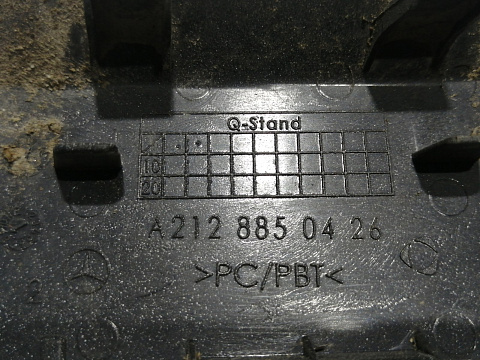 Q-Stand
10
20
A 212 885 04 26
>PC/PBT<